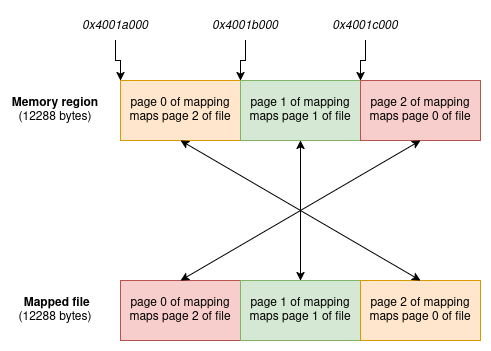 0x4001a000
0x4001b000
0x4001c000
Memory region
(12288 bytes)
page 0 of mapping
maps page 2 of file
page 1 of mapping
maps page 1 of file
page 2 of mapping
maps page 0 of file
Mapped file
(12288 bytes)
page 0 of mapping
maps page 2 of file
page 1 of mapping
maps page 1 of file
page 2 of mapping
maps page 0 of file